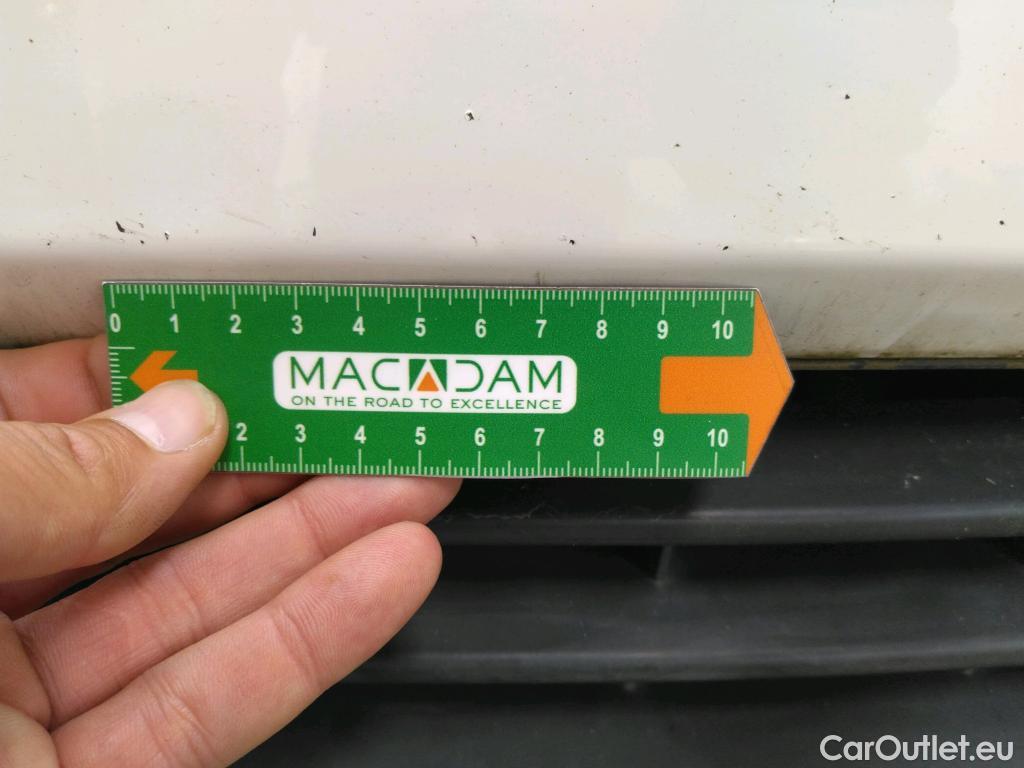 0 1 2 3 4 5 6 7 8 9 10
MACADAM
ON THE ROAD TO EXCELLENCE
2 3 4 5 6 7 8 9 10
CarOutlet.eu